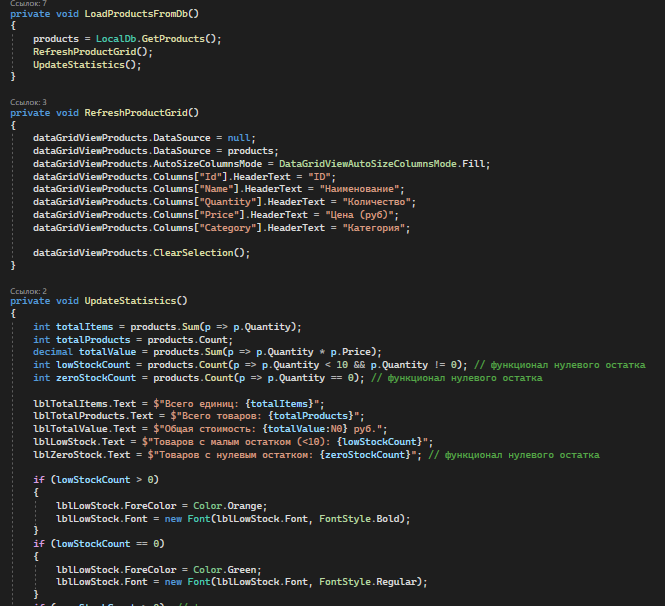 Ссылок: 7
private void LoadProductsFromDb()
{
products = LocalDb.GetProducts();
RefreshProductGrid();
UpdateStatistics();
}
Ссылок: 3
private void RefreshProductGrid()
{
dataGridViewProducts.DataSource = null;
dataGridViewProducts.DataSource = products;
dataGridViewProducts.AutoSizeColumnsMode = DataGridViewAutoSizeColumnsMode.Fill;
dataGridViewProducts.Columns["Id"].HeaderText = "ID";
dataGridViewProducts.Columns["Name"].HeaderText = "Наименование";
dataGridViewProducts.Columns["Quantity"].HeaderText = "Количество";
dataGridViewProducts.Columns["Price"].HeaderText = "Цена (руб)";
dataGridViewProducts.Columns["Category"].HeaderText = "Категория";
dataGridViewProducts.ClearSelection();
}
Ссылок: 2
private void UpdateStatistics()
{
int totalItems = products.Sum(p => p.Quantity);
int totalProducts = products.Count;
decimal totalValue = products.Sum(p => p.Quantity * p.Price);
int lowStockCount = products.Count(p => p.Quantity < 10 && p.Quantity != 0); // функционал нулевого остатка
int zeroStockCount = products.Count(p => p.Quantity == 0); // функционал нулевого остатка
lblTotalItems.Text = $"Всего единиц: {totalItems}";
lblTotalProducts.Text = $"Всего товаров: {totalProducts}";
lblTotalValue.Text = $"Общая стоимость: {totalValue:N0} руб.";
lblLowStock.Text = $"Товаров с малым остатком (<10): {lowStockCount}";
lblZeroStock.Text = $"Товаров с нулевым остатком: {zeroStockCount}"; // функционал нулевого остатка
if (lowStockCount > 0)
{
lblLowStock.ForeColor = Color.Orange;
lblLowStock.Font = new Font(lblLowStock.Font, FontStyle.Bold);
}
if (lowStockCount == 0)
{
lblLowStock.ForeColor = Color.Green;
lblLowStock.Font = new Font(lblLowStock.Font, FontStyle.Regular);
}